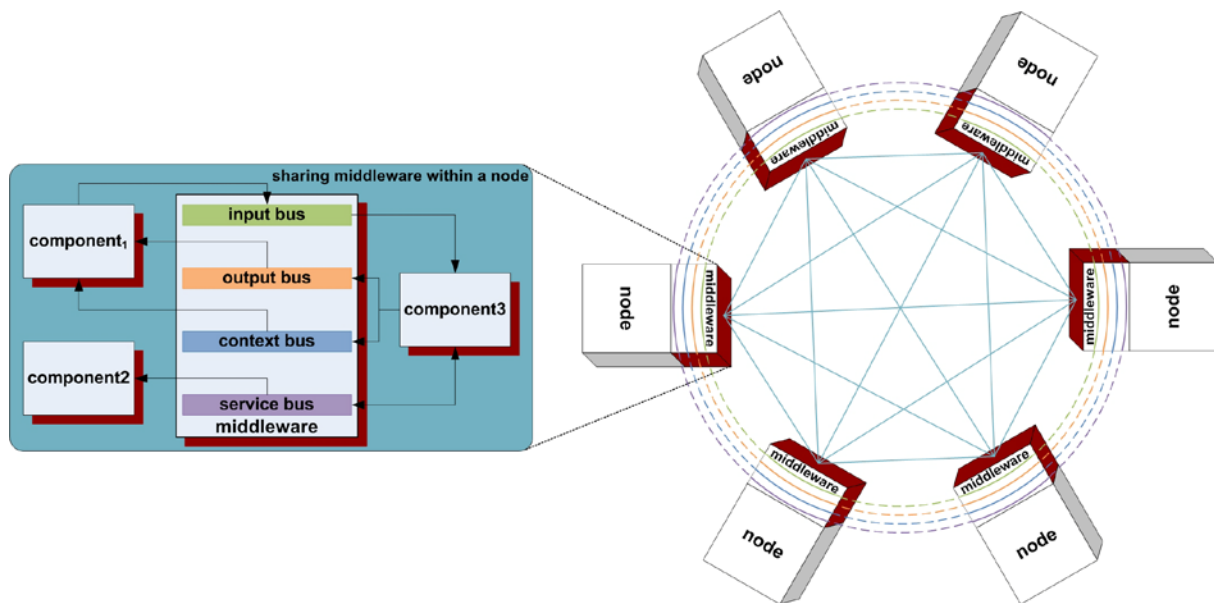 sharing middleware within a node
component₁
component2
input bus
output bus
context bus
service bus
middleware
component3
node
middleware
node
middleware
node
middleware
node
middleware
node
middleware
node
middleware